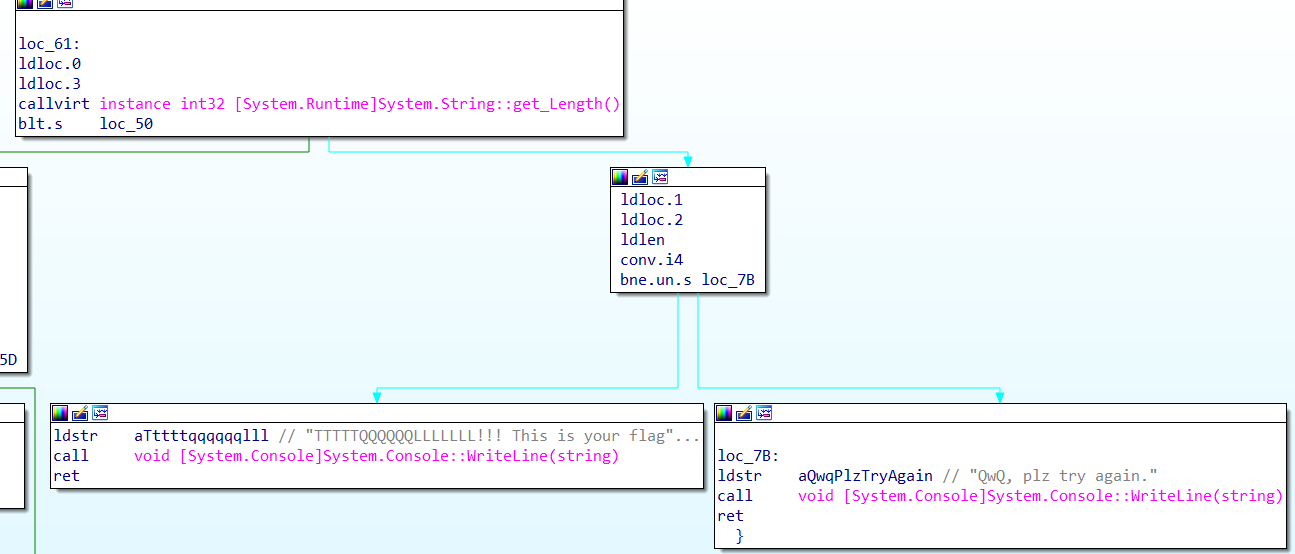 loc_61:
ldloc.0
ldloc.3
callvirt instance int32 [System.Runtime]System.String::get_Length()
blt.s loc_50
ldloc.1
ldloc.2
ldlen
conv.i4
bne.un.s loc_7B
5D
ldstr aTttttqqqqqqlll // "TTTTTQQQQQQLLLLLLL!!! This is your flag"...
call void [System.Console]System.Console::WriteLine(string)
ret
loc_7B:
ldstr aQwqPlzTryAgain // "QwQ, plz try again."
call void [System.Console]System.Console::WriteLine(string)
ret
}